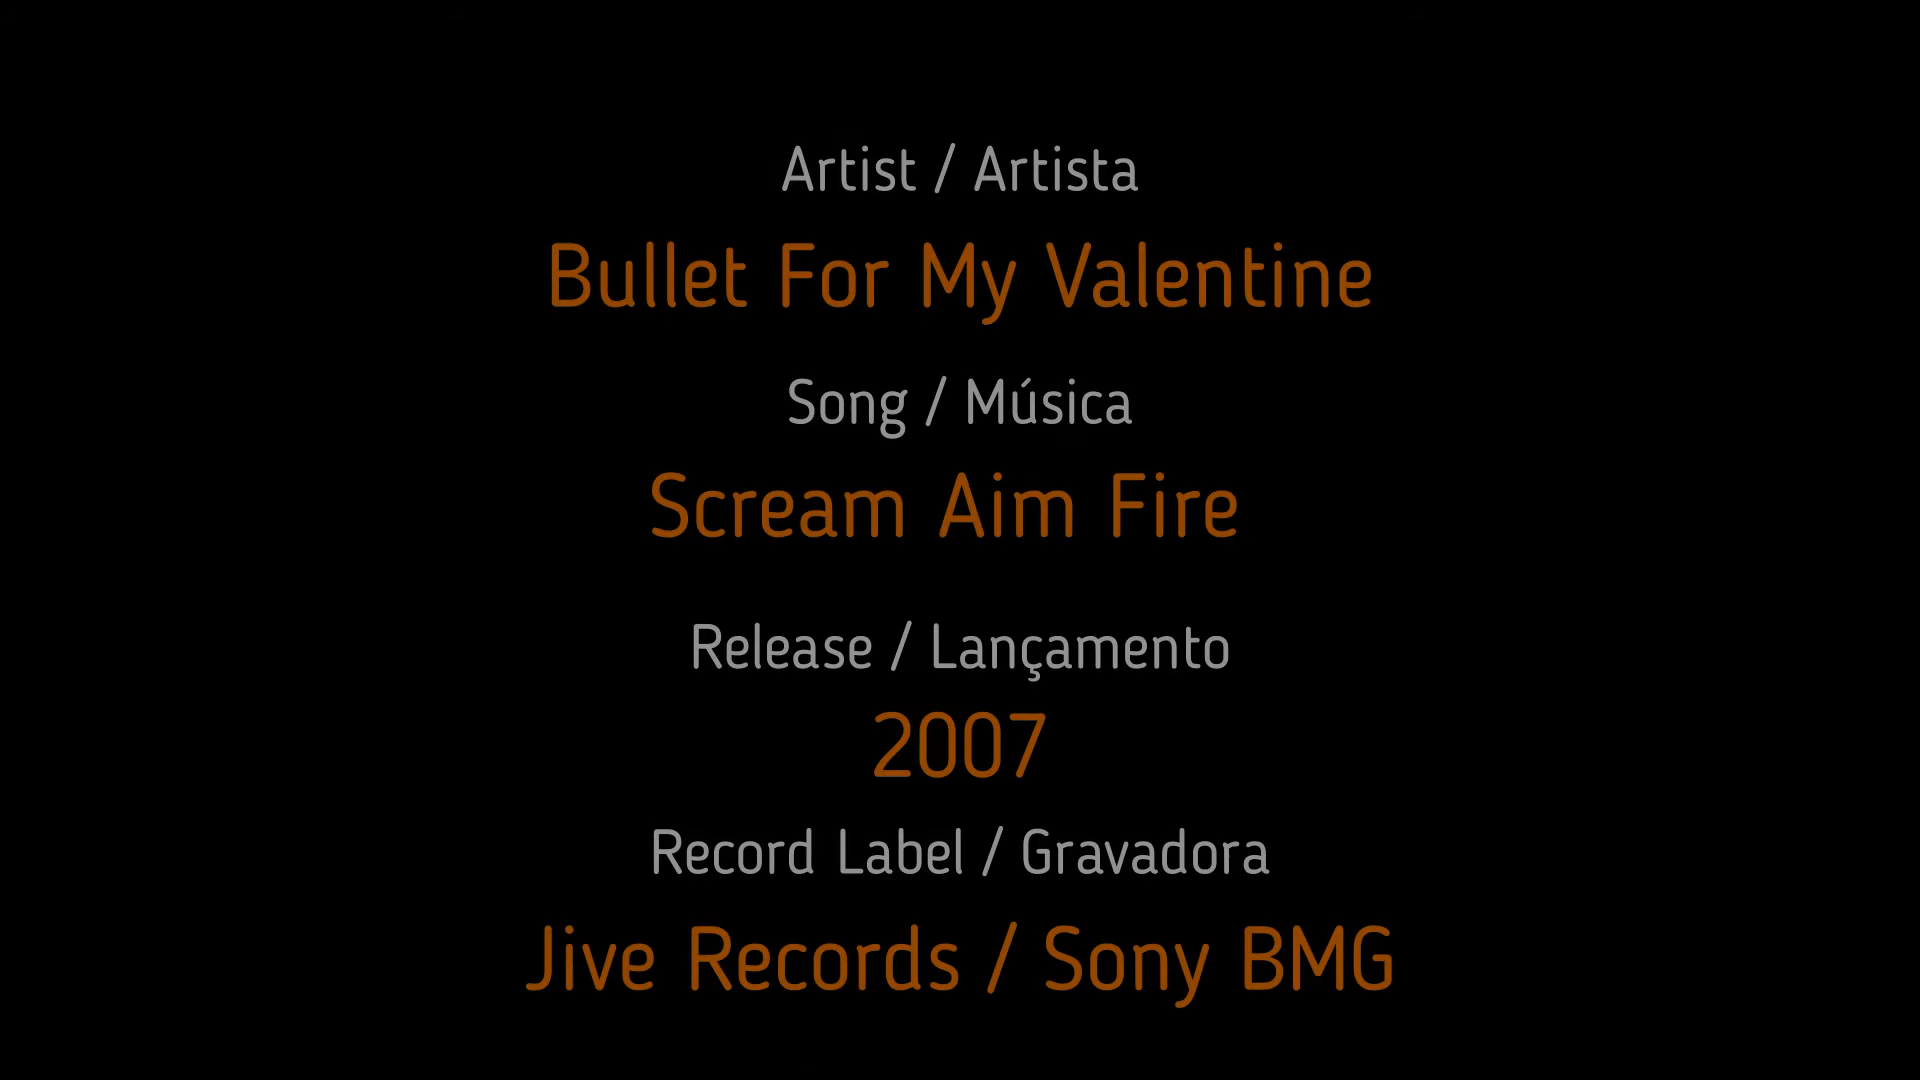 Artist / Artista
Bullet For My Valentine
Song / Música
Scream Aim Fire
Release / Lançamento
2007
Record Label / Gravadora
Jive Records / Sony BMG